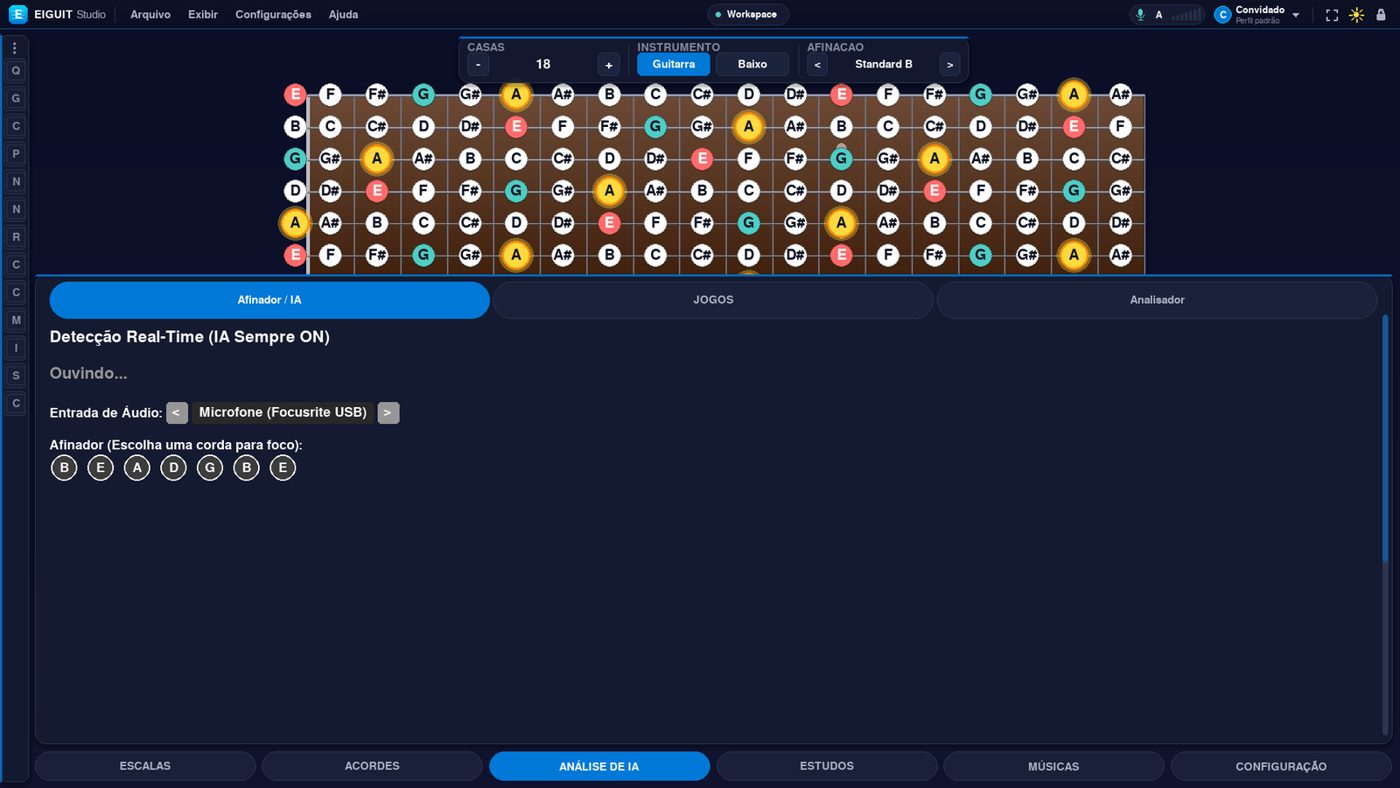 E EIGUIT Studio Arquivo Exibir Configurações Ajuda Workspace A C Convidado
Perfil padrão
CASAS INSTRUMENTO AFINACAO
- 18 + Guitarra Baixo < Standard B >
E F F# G G# A A# B C C# D D# E F F# G G# A A#
B C C# D D# E F F# G G# A A# B C C# D D# E F
G G# A A# B C C# D D# E F F# G G# A A# B C C#
D D# E F F# G G# A A# B C C# D D# E F F# G G#
A A# B C C# D D# E F F# G G# A A# B C C# D D#
E F F# G G# A A# B C C# D D# E F F# G G# A A#
Q
G
C
P
N
N
R
C
C
M
I
S
C
Afinador / IA JOGOS Analisador
Detecção Real-Time (IA Sempre ON)
Ouvindo...
Entrada de Áudio: < Microfone (Focusrite USB) >
Afinador (Escolha uma corda para foco):
B E A D G B E
ESCALAS ACORDES ANÁLISE DE IA ESTUDOS MÚSICAS CONFIGURAÇÃO